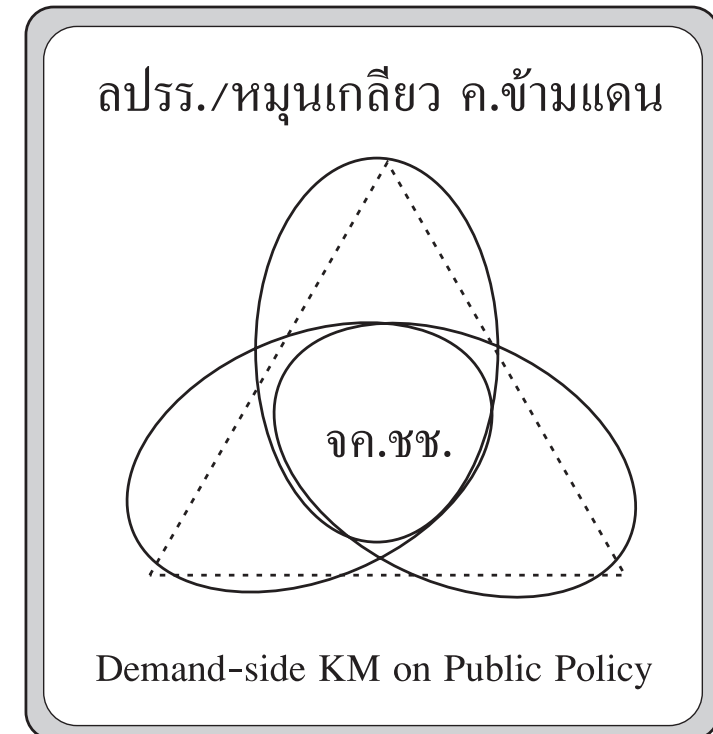 ลปรร./หมุนเกลียว ค.ข้ามแดน
จค.ชช.
Demand-side KM on Public Policy